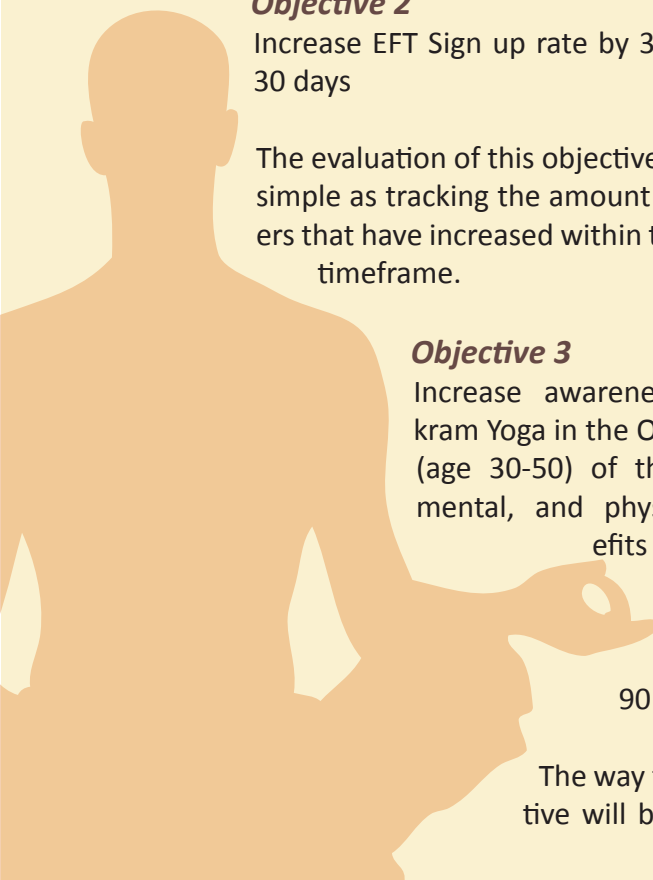 Objective 2
Increase EFT Sign up rate by 3
30 days
The evaluation of this objective
simple as tracking the amount
ers that have increased within t
timeframe.
Objective 3
Increase awarene
kram Yoga in the O
(age 30-50) of th
mental, and phys
efits
90
The way
tive will b